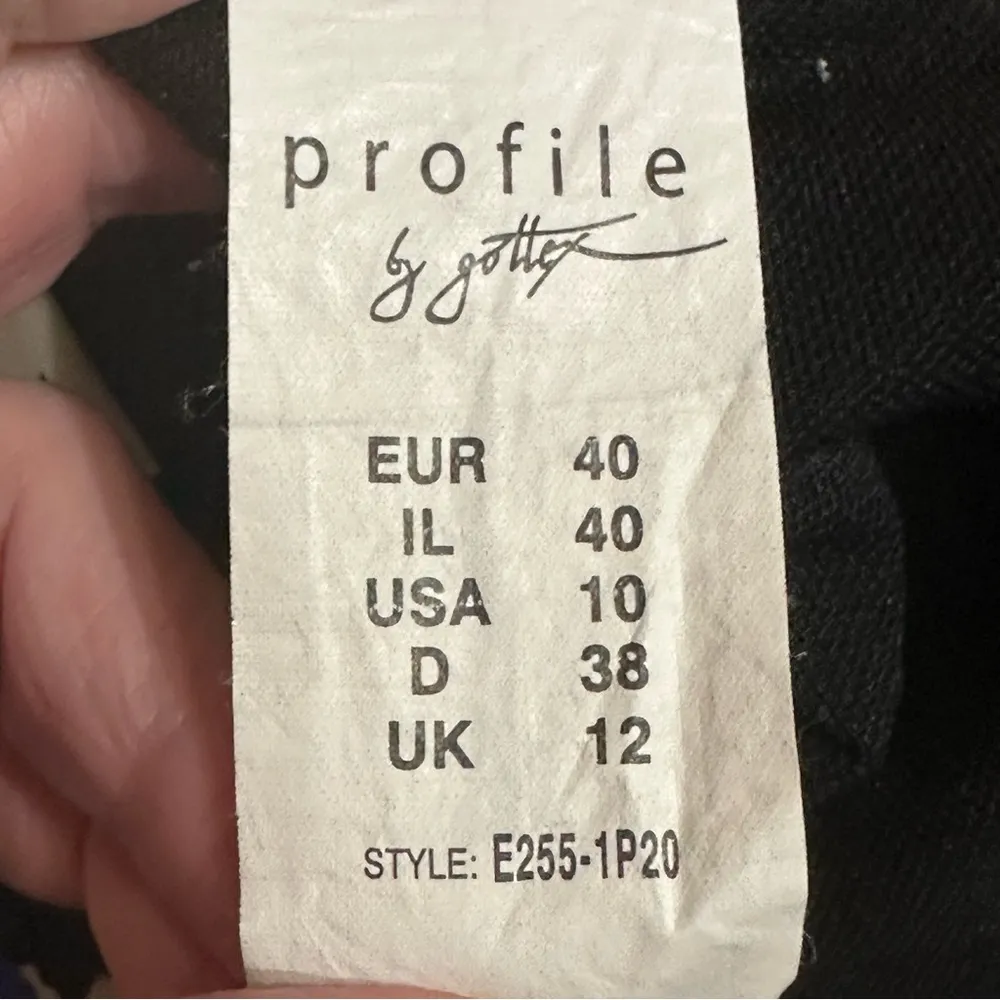 profile
by gottex
EUR 40
IL 40
USA 10
D 38
UK 12
STYLE: E255-1P20